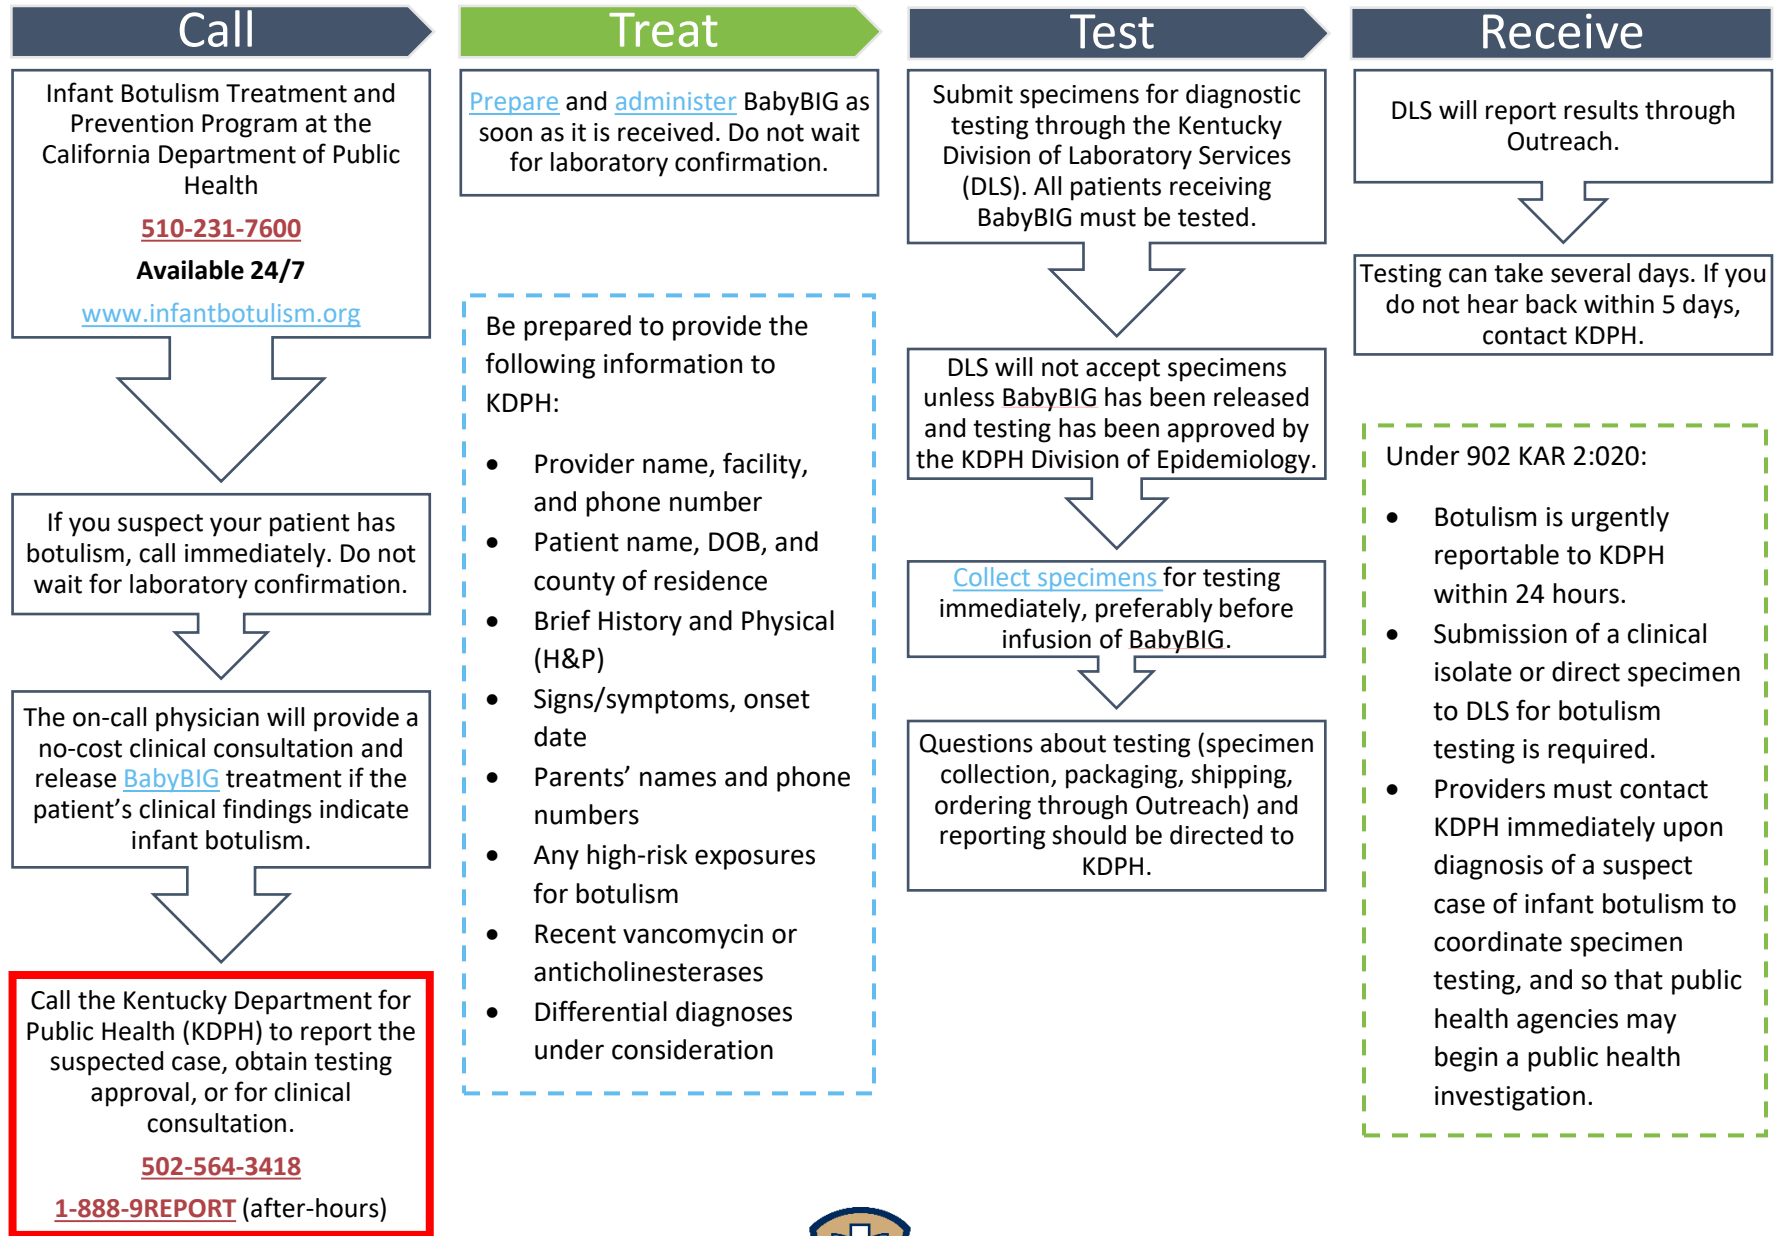 Call
Infant Botulism Treatment and
Prevention Program at the
California Department of Public
Health
510-231-7600
Available 24/7
www.infantbotulism.org
If you suspect your patient has
botulism, call immediately. Do not
wait for laboratory confirmation.
The on-call physician will provide a
no-cost clinical consultation and
release BabyBIG treatment if the
patient’s clinical findings indicate
infant botulism.
Call the Kentucky Department for
Public Health (KDPH) to report the
suspected case, obtain testing
approval, or for clinical
consultation.
502-564-3418
1-888-9REPORT (after-hours)
Treat
Prepare and administer BabyBIG as
soon as it is received. Do not wait
for laboratory confirmation.
Be prepared to provide the
following information to
KDPH:
• Provider name, facility,
and phone number
• Patient name, DOB, and
county of residence
• Brief History and Physical
(H&P)
• Signs/symptoms, onset
date
• Parents’ names and phone
numbers
• Any high-risk exposures
for botulism
• Recent vancomycin or
anticholinesterases
• Differential diagnoses
under consideration
Test
Submit specimens for diagnostic
testing through the Kentucky
Division of Laboratory Services
(DLS). All patients receiving
BabyBIG must be tested.
DLS will not accept specimens
unless BabyBIG has been released
and testing has been approved by
the KDPH Division of Epidemiology.
Collect specimens for testing
immediately, preferably before
infusion of BabyBIG.
Questions about testing (specimen
collection, packaging, shipping,
ordering through Outreach) and
reporting should be directed to
KDPH.
Receive
DLS will report results through
Outreach.
Testing can take several days. If you
do not hear back within 5 days,
contact KDPH.
Under 902 KAR 2:020:
• Botulism is urgently
reportable to KDPH
within 24 hours.
• Submission of a clinical
isolate or direct specimen
to DLS for botulism
testing is required.
• Providers must contact
KDPH immediately upon
diagnosis of a suspect
case of infant botulism to
coordinate specimen
testing, and so that public
health agencies may
begin a public health
investigation.